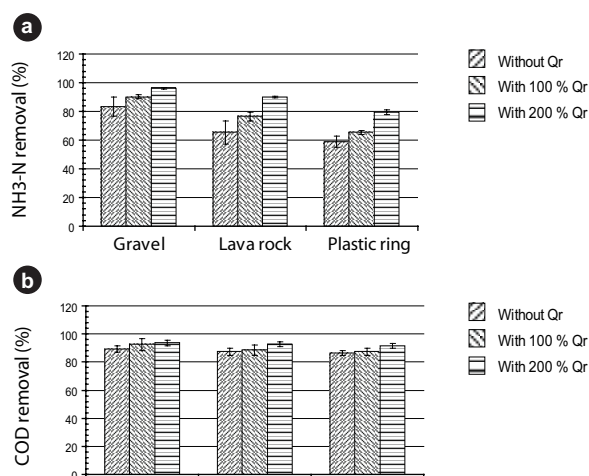 a
120
100
80
60
40
20
0
NH3-N removal (%)
Gravel Lava rock Plastic ring
Without Qr
With 100 % Qr
With 200 % Qr
b
120
100
80
60
40
20
0
COD removal (%)
Without Qr
With 100 % Qr
With 200 % Qr